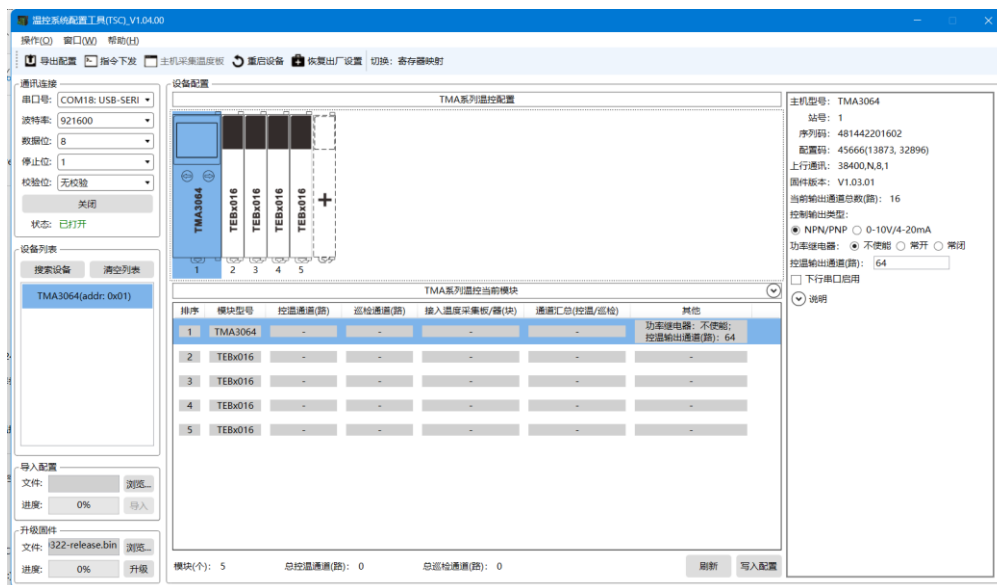 温控系统配置工具(TSC)_V1.04.00
操作(O) 窗口(W) 帮助(H)
导出配置 指令下发 主机采集温度板 重启设备 恢复出厂设置 切换：寄存器映射
通讯连接
串口号: COM18: USB-SERI
波特率: 921600
数据位: 8
停止位: 1
校验位: 无校验
关闭
状态: 已打开
设备列表
搜索设备 清空列表
TMA3064(addr: 0x01)
导入配置
文件: 浏览...
进度: 0% 导入
升级固件
文件: 322-release.bin 浏览...
进度: 0% 升级
设备配置
TMA系列温控配置
TMA3064 TEBx016 TEBx016 TEBx016 TEBx016 +
1 2 3 4 5
TMA系列温控当前模块
排序 模块型号 控温通道(路) 巡检通道(路) 接入温度采集板/器(块) 通道汇总(控温/巡检) 其他
1 TMA3064 - - - - 功率继电器：不使能;
控温输出通道(路)：64
2 TEBx016 - - - - -
3 TEBx016 - - - - -
4 TEBx016 - - - - -
5 TEBx016 - - - - -
模块(个)： 5 总控温通道(路)： 0 总巡检通道(路)： 0 刷新 写入配置
主机型号： TMA3064
站号： 1
序列码： 481442201602
配置码： 45666(13873, 32896)
上行通讯： 38400,N,8,1
固件版本： V1.03.01
当前输出通道总数(路)： 16
控制输出类型：
NPN/PNP 0-10V/4-20mA
功率继电器： 不使能 常开 常闭
控温输出通道(路)： 64
下行串口启用
说明